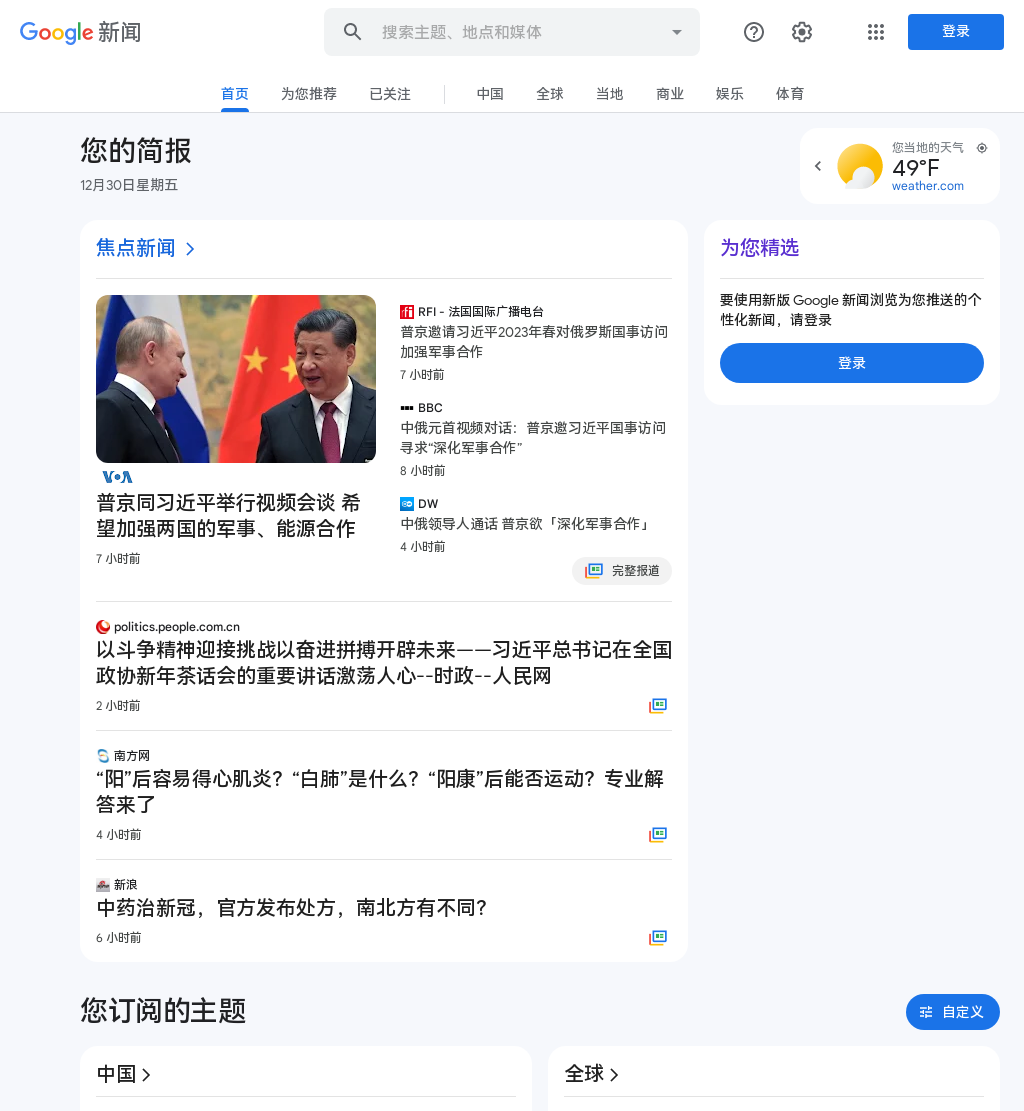 Google 新闻
搜索主题、地点和媒体
登录
首页
为您推荐
已关注
中国
全球
当地
商业
娱乐
体育
您的简报
12月30日星期五
您当地的天气
49°F
weather.com
焦点新闻
VOA
普京同习近平举行视频会谈 希
望加强两国的军事、能源合作
7 小时前
RFI - 法国国际广播电台
普京邀请习近平2023年春对俄罗斯国事访问
加强军事合作
7 小时前
BBC
中俄元首视频对话：普京邀习近平国事访问
寻求“深化军事合作”
8 小时前
DW
中俄领导人通话 普京欲「深化军事合作」
4 小时前
完整报道
politics.people.com.cn
以斗争精神迎接挑战以奋进拼搏开辟未来——习近平总书记在全国
政协新年茶话会的重要讲话激荡人心--时政--人民网
2 小时前
南方网
“阳”后容易得心肌炎？“白肺”是什么？“阳康”后能否运动？专业解
答来了
4 小时前
新浪
中药治新冠，官方发布处方，南北方有不同？
6 小时前
为您精选
要使用新版 Google 新闻浏览为您推送的个
性化新闻，请登录
登录
您订阅的主题
自定义
中国
全球